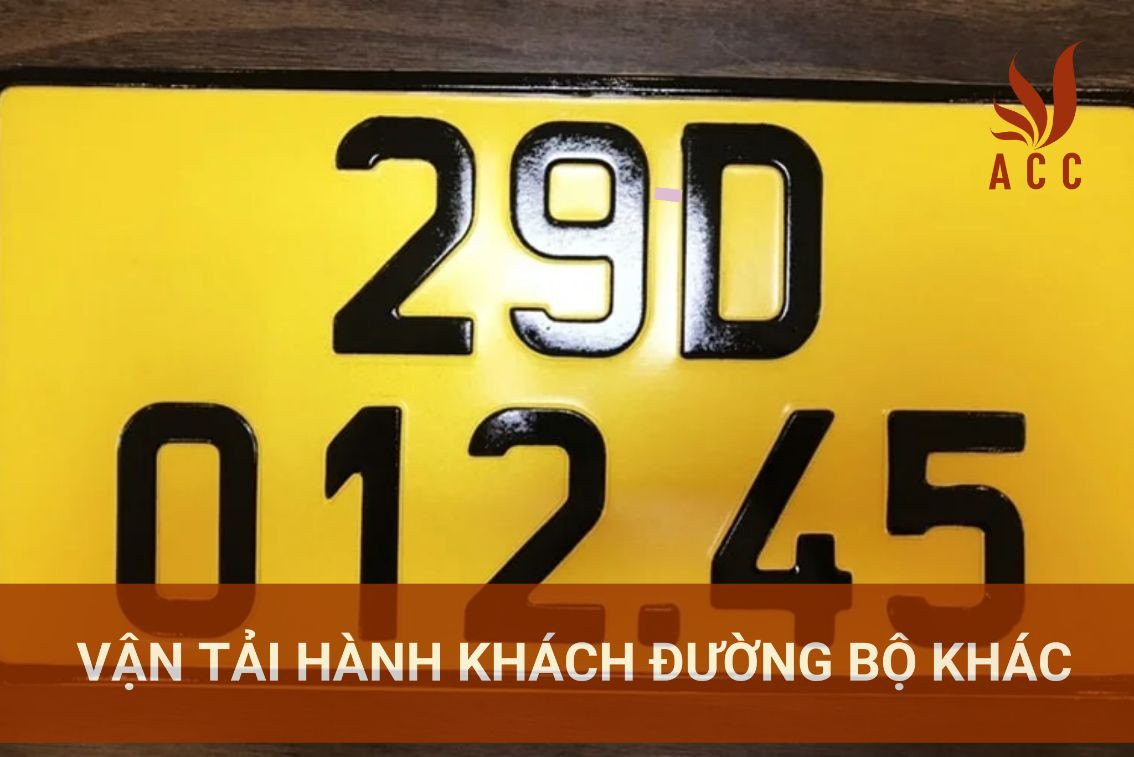 29D
ACC
012.45
VẬN TẢI HÀNH KHÁCH ĐƯỜNG BỘ KHÁC